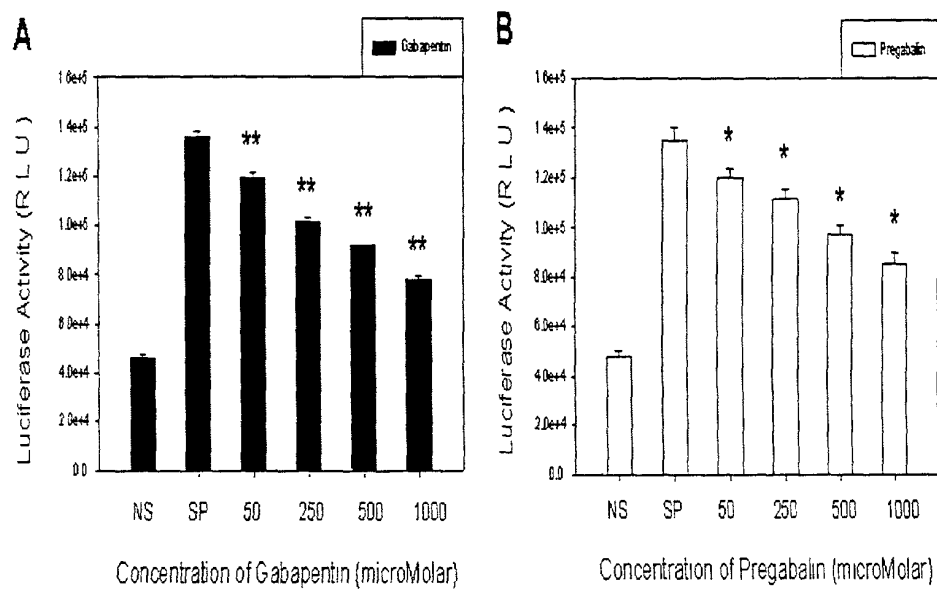 A
Gabapentin
1.6e+5
1.4e+5
1.2e+5
1.0e+5
8.0e+4
6.0e+4
4.0e+4
2.0e+4
0.0
Luciferase Activity (R L U)
** ** ** **
NS SP 50 250 500 1000
Concentration of Gabapentin (microMolar)
B
Pregabalin
1.6e+5
1.4e+5
1.2e+5
1.0e+5
8.0e+4
6.0e+4
4.0e+4
2.0e+4
0.0
Luciferase Activity (R L U)
* * * *
NS SP 50 250 500 1000
Concentration of Pregabalin (microMolar)